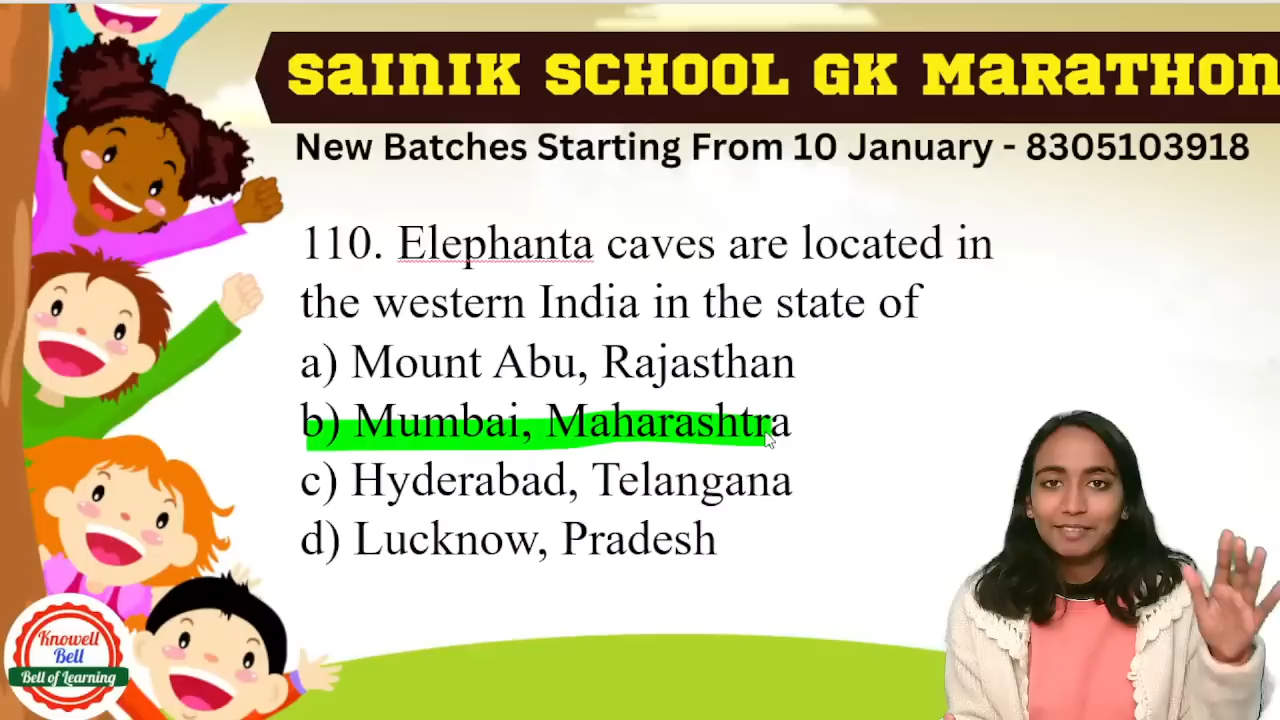 SAINIK SCHOOL GK MARATHON
New Batches Starting From 10 January - 8305103918
110. Elephanta caves are located in
the western India in the state of
a) Mount Abu, Rajasthan
b) Mumbai, Maharashtra
c) Hyderabad, Telangana
d) Lucknow, Pradesh
Knowell
Bell
Bell of Learning